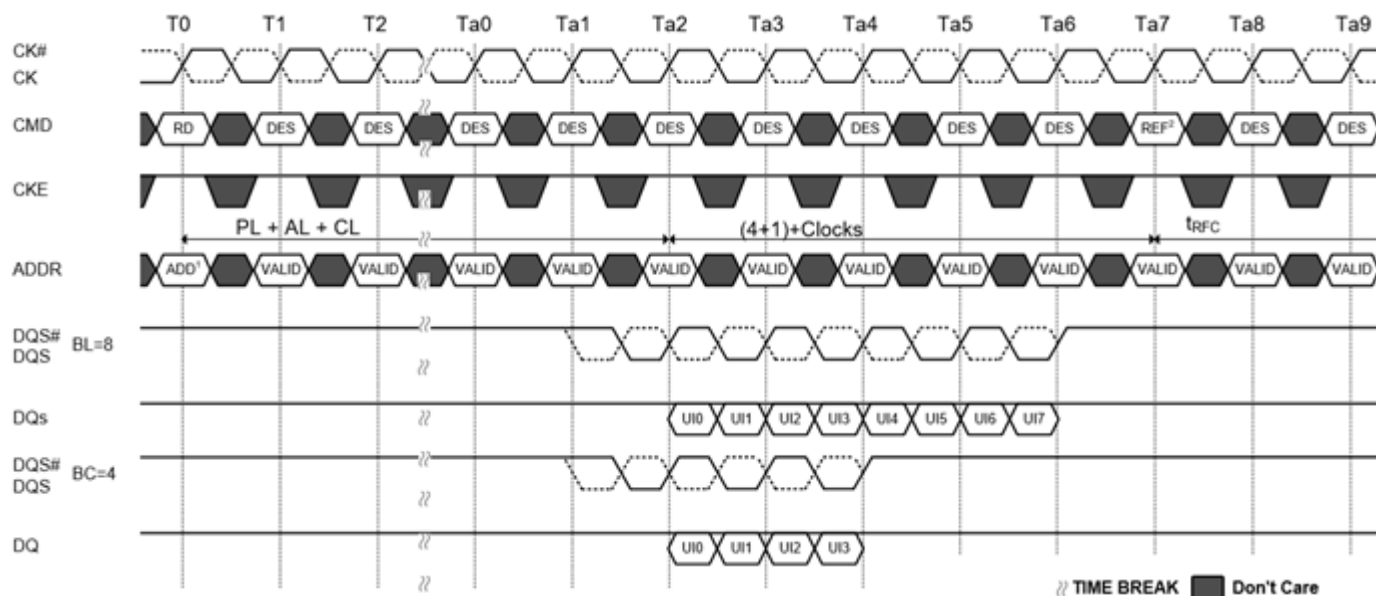 T0 T1 T2 Ta0 Ta1 Ta2 Ta3 Ta4 Ta5 Ta6 Ta7 Ta8 Ta9
CK#
CK
CMD RD DES DES DES DES DES DES DES DES DES REF² DES DES
CKE
PL + AL + CL (4+1)+Clocks tRFC
ADDR ADD¹ VALID VALID VALID VALID VALID VALID VALID VALID VALID VALID VALID VALID
DQS#
DQS BL=8
DQs UI0 UI1 UI2 UI3 UI4 UI5 UI6 UI7
DQS#
DQS BC=4
DQ UI0 UI1 UI2 UI3
TIME BREAK Don't Care